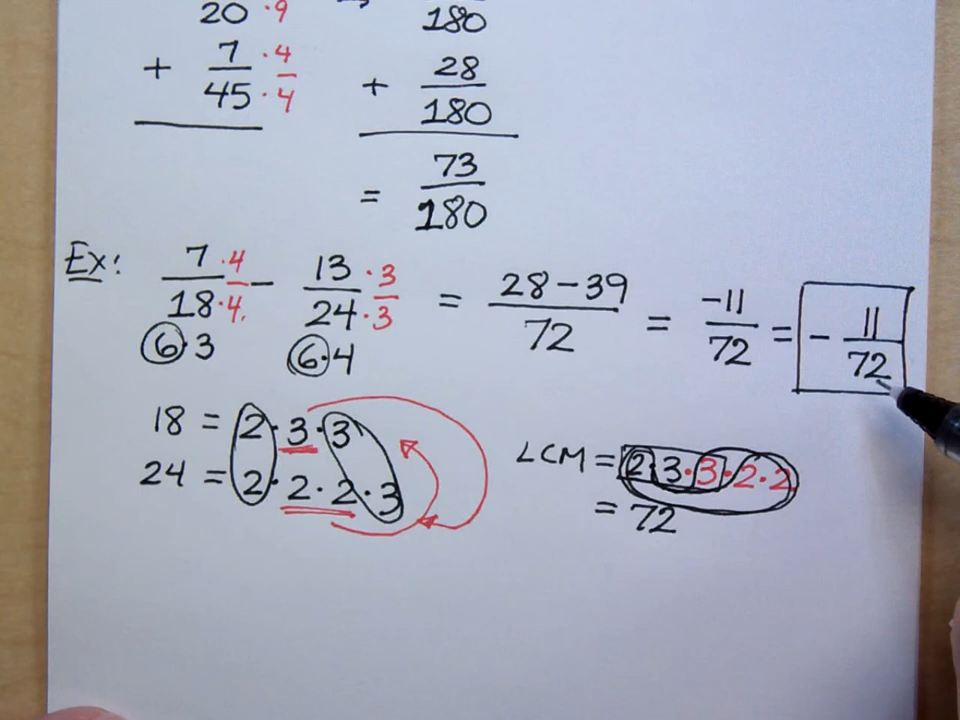 20 ·9 180
+ 7/45 ·4/·4 + 28/180
= 73/180
Ex: 7/18 ·4/·4 - 13/24 ·3/·3 = 28-39/72 = -11/72 = - 11/72
6·3 6·4
18 = 2·3·3
24 = 2·2·2·3
LCM = 2·3·3·2·2
= 72